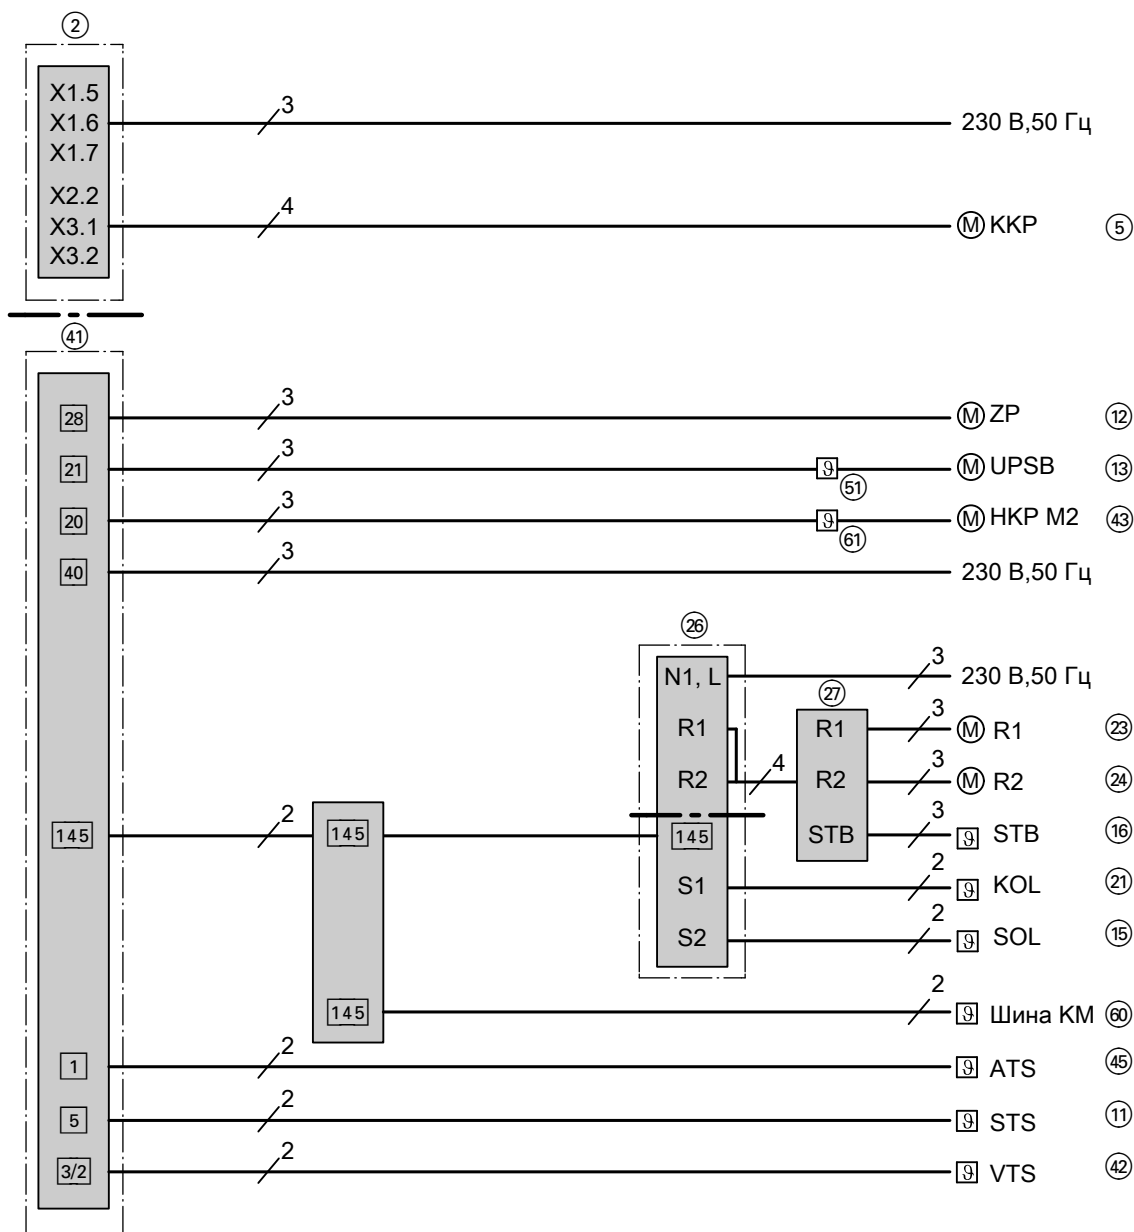 2
X1.5
X1.6 3 230 В,50 Гц
X1.7
X2.2
X3.1 4 M KKP 5
X3.2
41
28 3 M ZP 12
21 3 ϑ 51 M UPSB 13
20 3 ϑ 61 M HKP M2 43
40 3 230 В,50 Гц
26
N1, L 3 230 В,50 Гц
27
R1 R1 3 M R1 23
R2 4 R2 3 M R2 24
145 2 145 145 STB 3 ϑ STB 16
S1 2 ϑ KOL 21
S2 2 ϑ SOL 15
145 2 ϑ Шина KM 60
1 2 ϑ ATS 45
5 2 ϑ STS 11
3/2 2 ϑ VTS 42